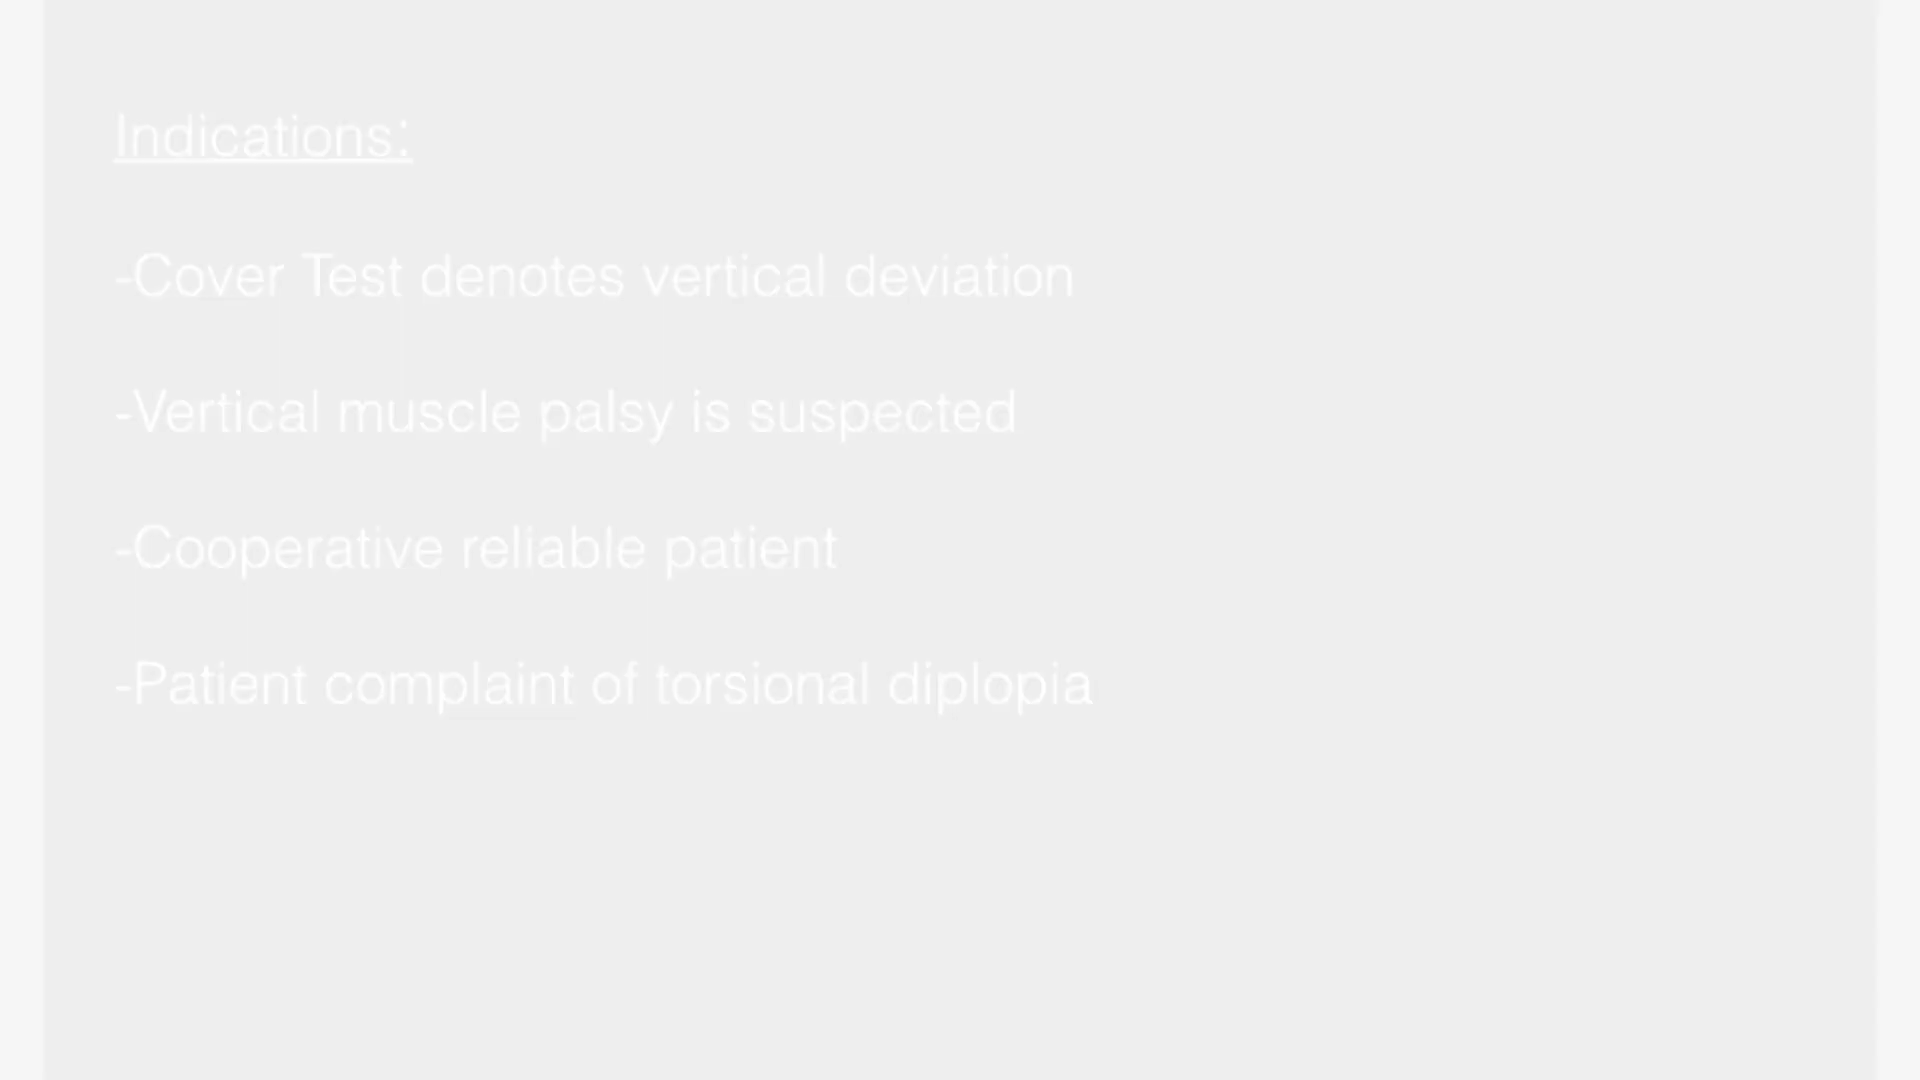 Indications:
-Cover Test denotes vertical deviation
-Vertical muscle palsy is suspected
-Cooperative reliable patient
-Patient complaint of torsional diplopia